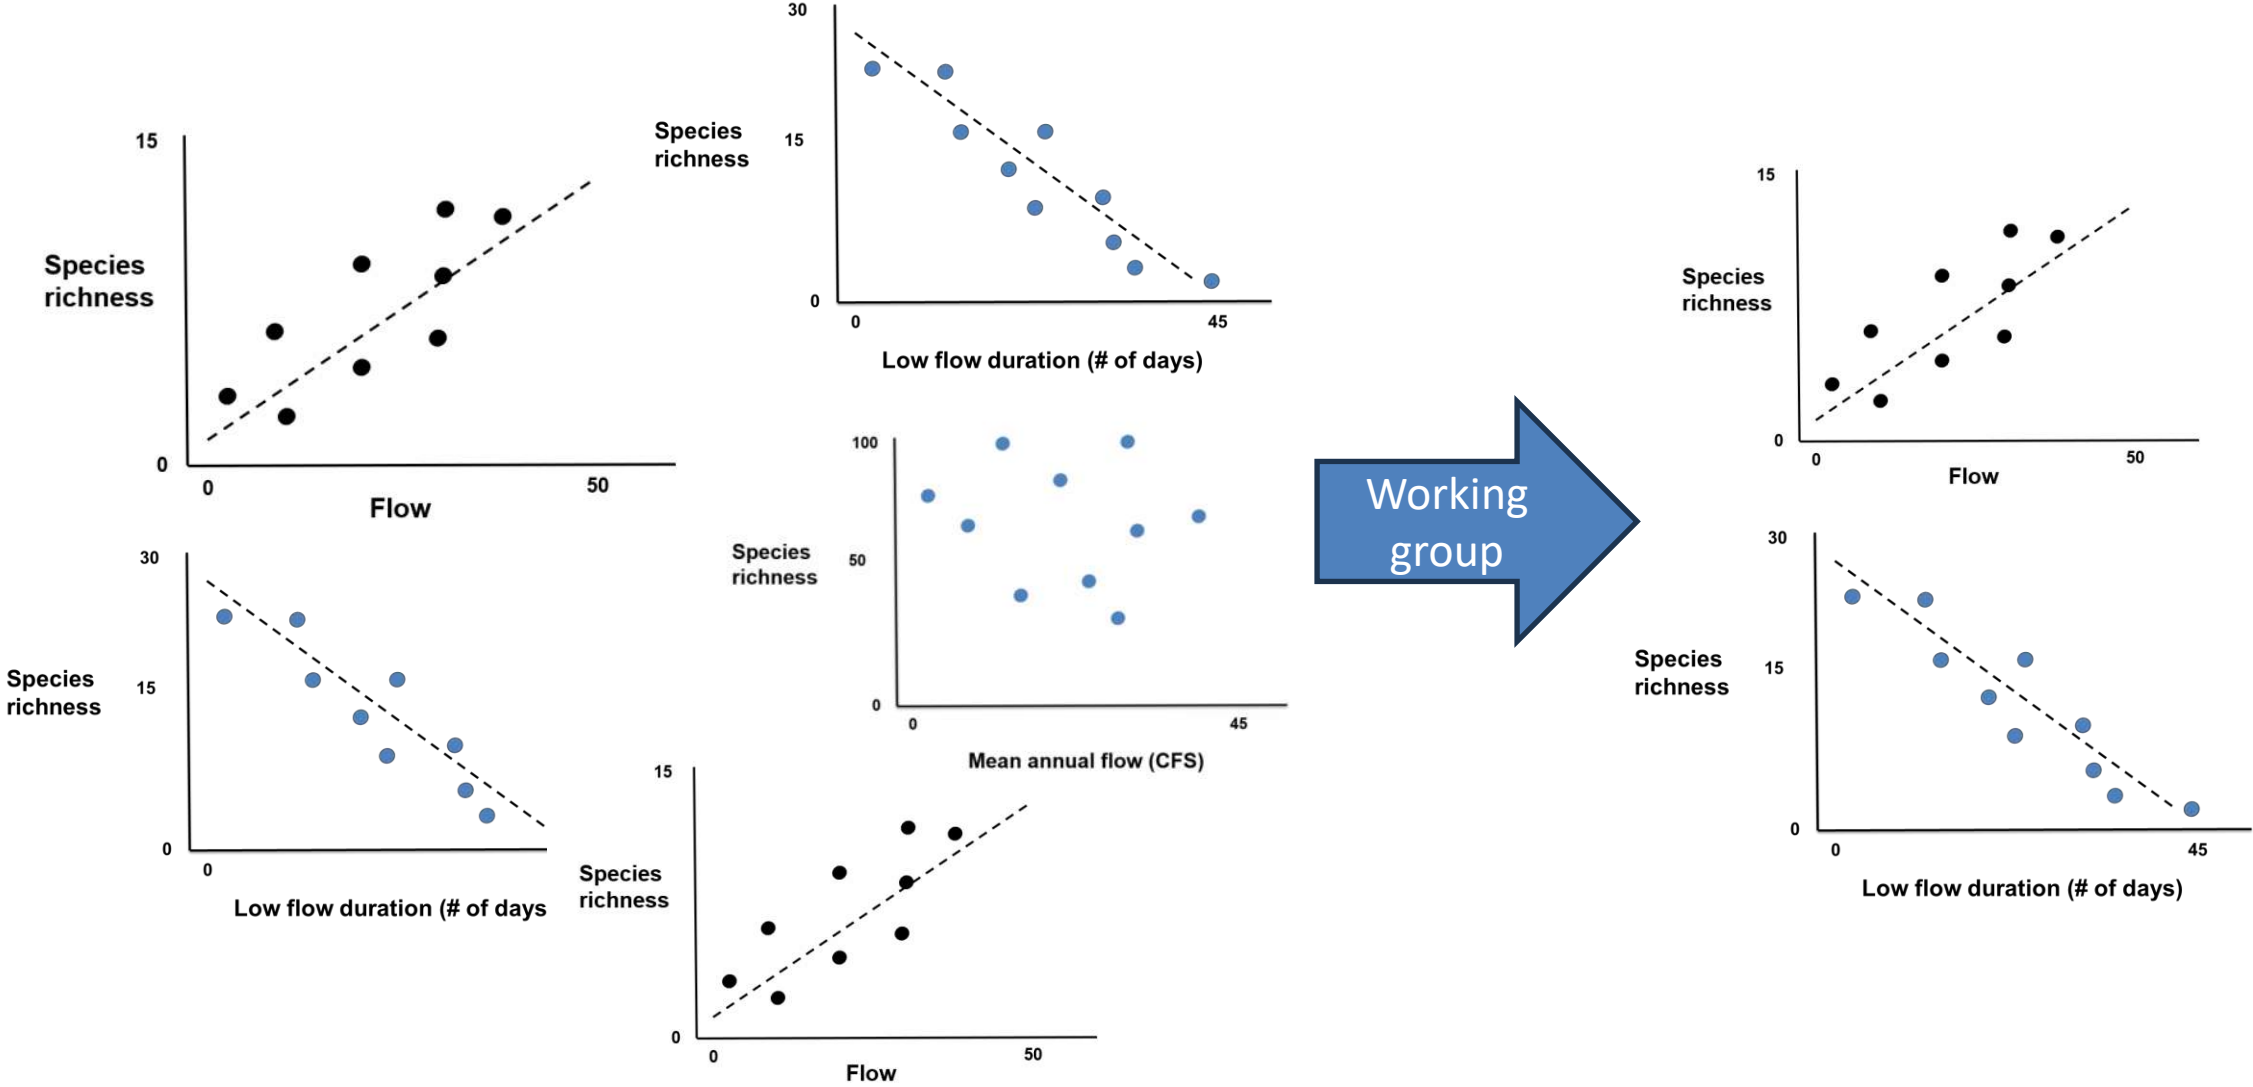 15
Species
richness
0
0
50
Flow
30
Species
richness
15
0
0
45
Low flow duration (# of days)
30
Species
richness
15
0
0
Low flow duration (# of days
100
Species
richness
50
0
0
45
Mean annual flow (CFS)
15
Species
richness
0
0
50
Flow
Working
group
15
Species
richness
0
0
50
Flow
30
Species
richness
15
0
0
45
Low flow duration (# of days)